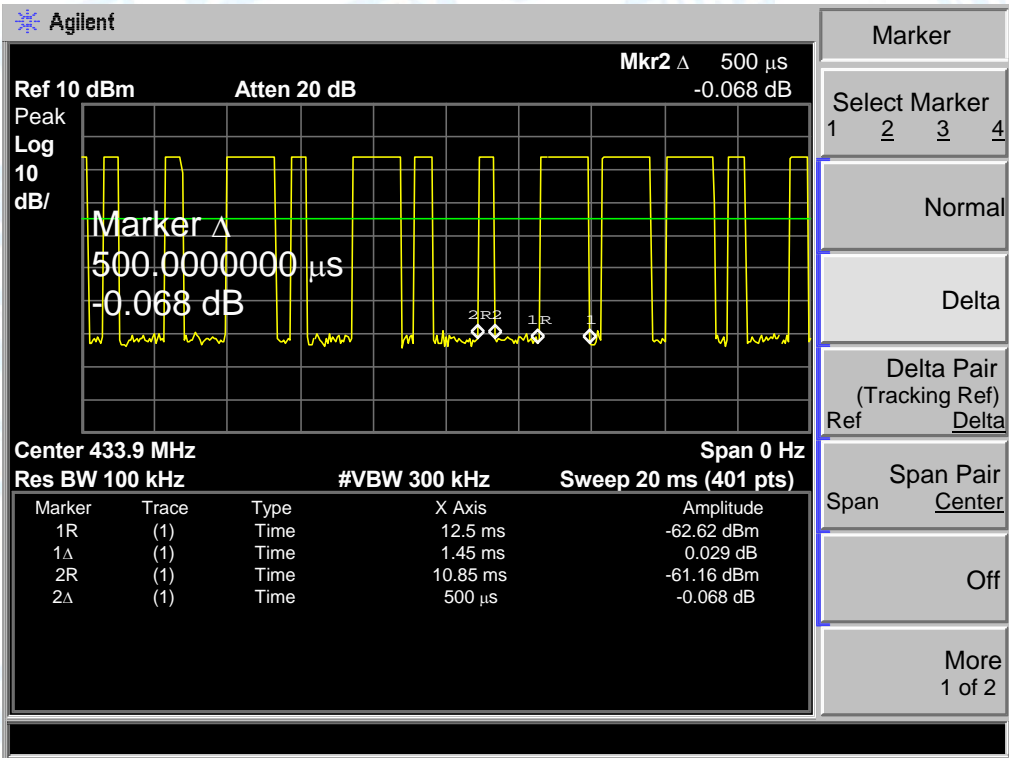 Agilent
Mkr2 Δ 500 μs
Ref 10 dBm Atten 20 dB -0.068 dB
Peak
Log
10
dB/
Marker Δ
500.0000000 μs
-0.068 dB
2R2 1R 1
Center 433.9 MHz Span 0 Hz
Res BW 100 kHz #VBW 300 kHz Sweep 20 ms (401 pts)
Marker Trace Type X Axis Amplitude
1R (1) Time 12.5 ms -62.62 dBm
1Δ (1) Time 1.45 ms 0.029 dB
2R (1) Time 10.85 ms -61.16 dBm
2Δ (1) Time 500 μs -0.068 dB
Marker
Select Marker
1 2 3 4
Normal
Delta
Delta Pair
(Tracking Ref)
Ref Delta
Span Pair
Span Center
Off
More
1 of 2